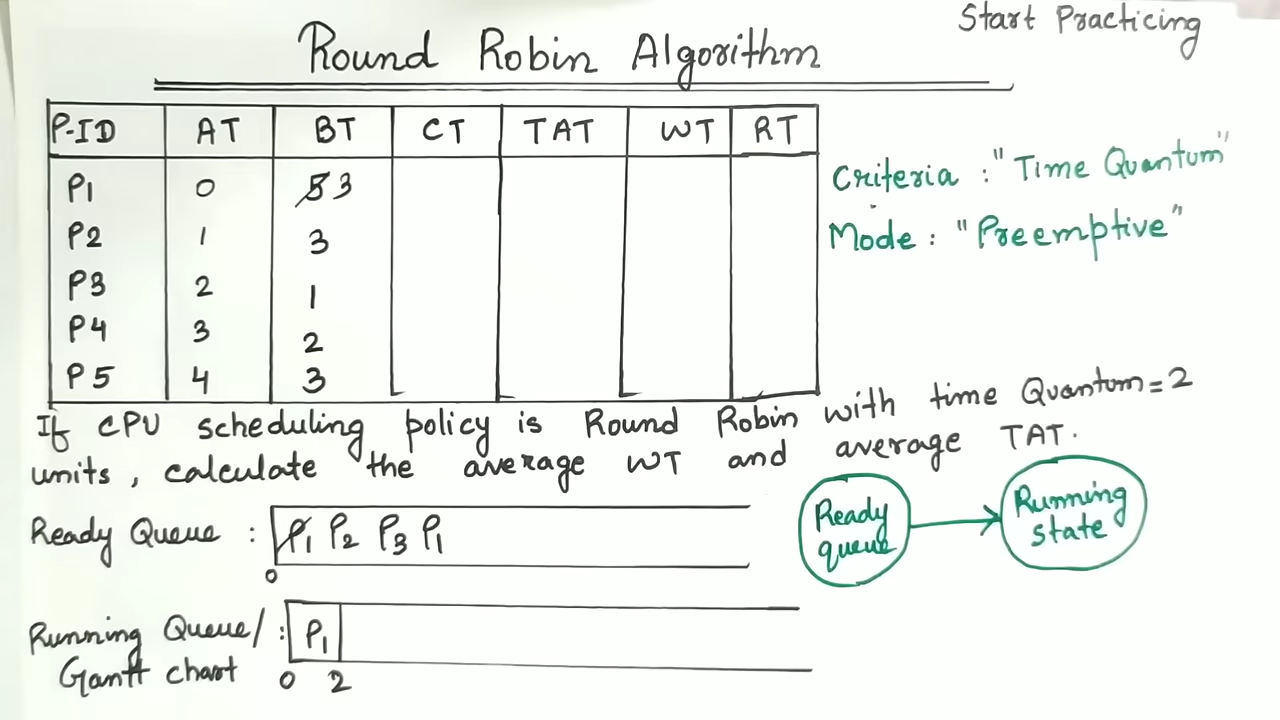 Start Practicing
Round Robin Algorithm
P-ID AT BT CT TAT WT RT
P1 0 5 3
P2 1 3
P3 2 1
P4 3 2
P5 4 3
Criteria : "Time Quantum"
Mode : "Preemptive"
If CPU scheduling policy is Round Robin with time Quantum = 2
units, calculate the average WT and average TAT.
Ready Queue : P1 P2 P3 P1
0
Ready queue
Running state
Running Queue/ : P1
Gantt chart 0 2